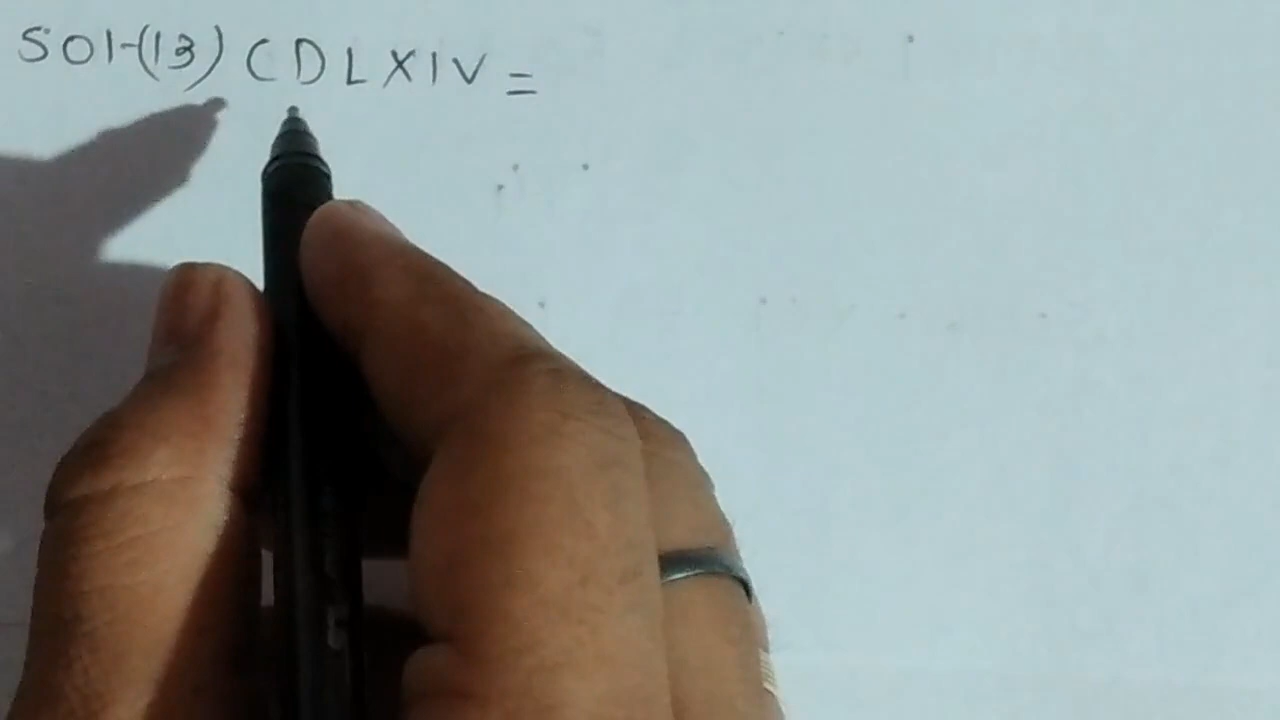 Sol-(13) CDLXIV =